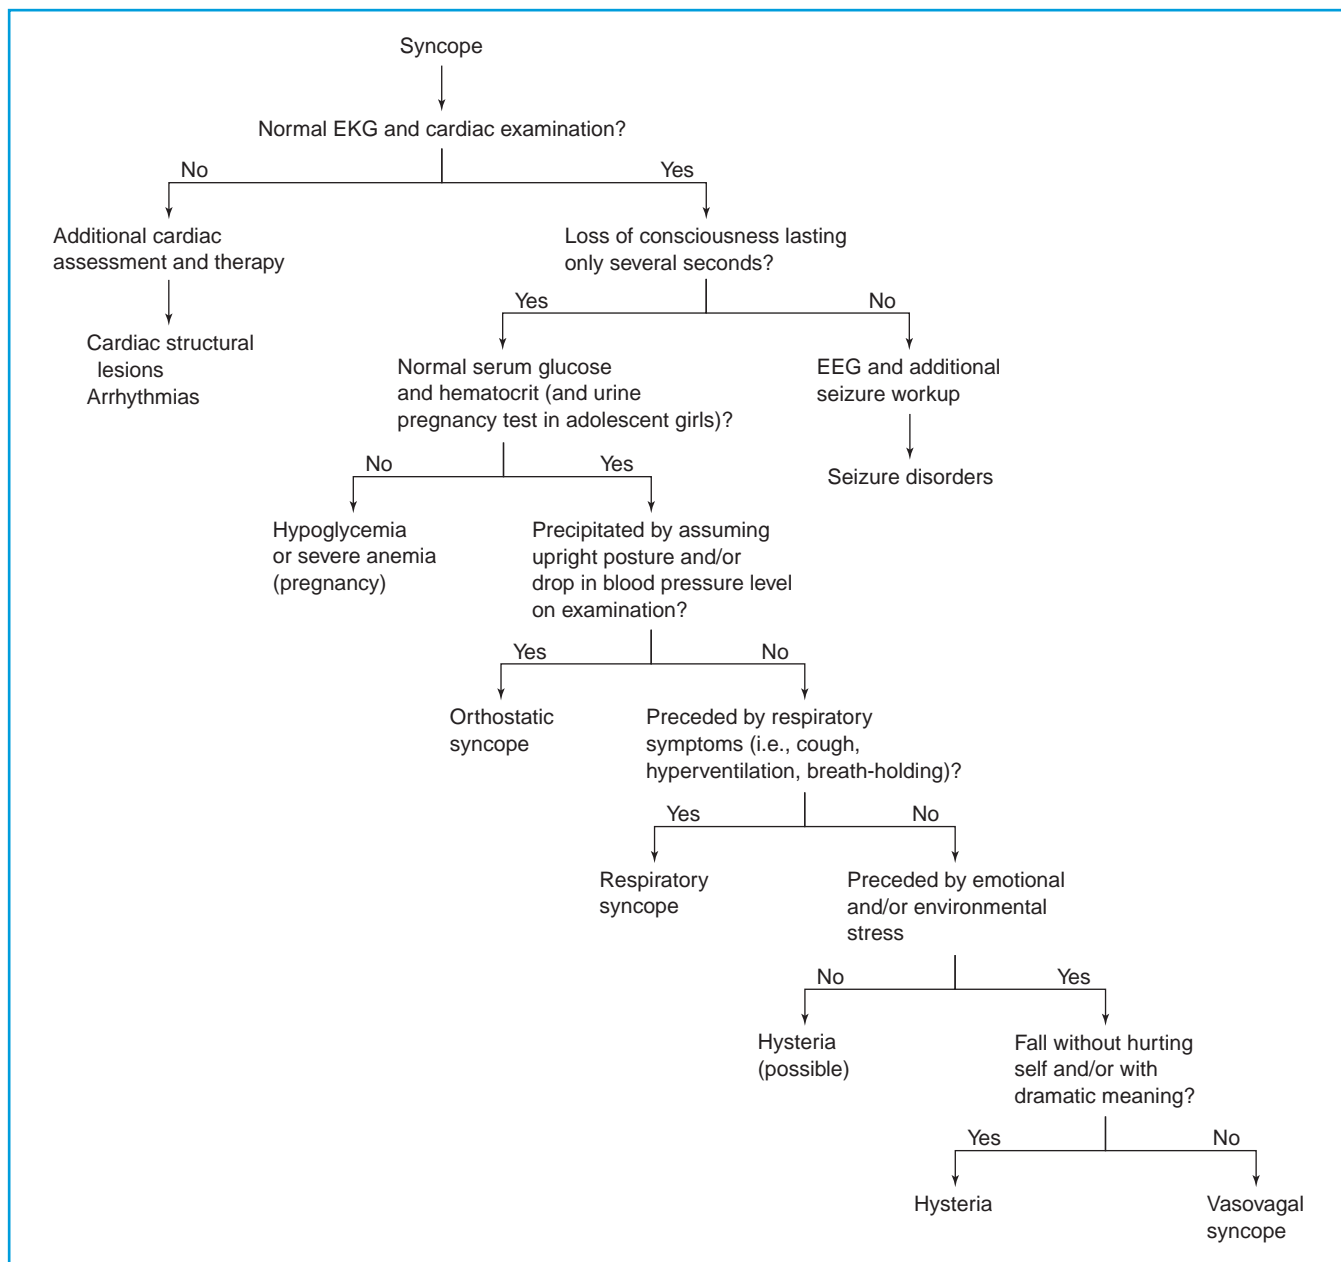 Syncope
Normal EKG and cardiac examination?
No
Yes
Additional cardiac
assessment and therapy
Loss of consciousness lasting
only several seconds?
Cardiac structural
lesions
Arrhythmias
Yes
No
Normal serum glucose
and hematocrit (and urine
pregnancy test in adolescent girls)?
EEG and additional
seizure workup
Seizure disorders
No
Yes
Hypoglycemia
or severe anemia
(pregnancy)
Precipitated by assuming
upright posture and/or
drop in blood pressure level
on examination?
Yes
No
Orthostatic
syncope
Preceded by respiratory
symptoms (i.e., cough,
hyperventilation, breath-holding)?
Yes
No
Respiratory
syncope
Preceded by emotional
and/or environmental
stress
No
Yes
Hysteria
(possible)
Fall without hurting
self and/or with
dramatic meaning?
Yes
No
Hysteria
Vasovagal
syncope